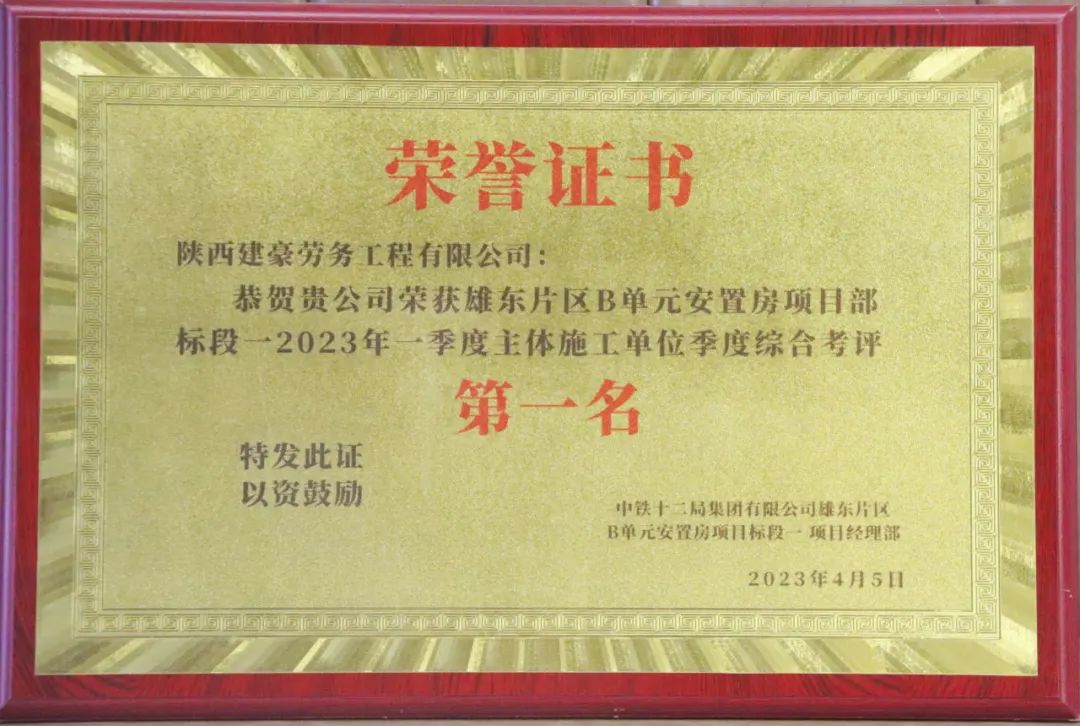 荣誉证书
陕西建豪劳务工程有限公司：
恭贺贵公司荣获雄东片区B单元安置房项目部
标段一2023年一季度主体施工单位季度综合考评
第一名
特发此证
以资鼓励
中铁十二局集团有限公司雄东片区
B单元安置房项目标段一 项目经理部
2023年4月5日